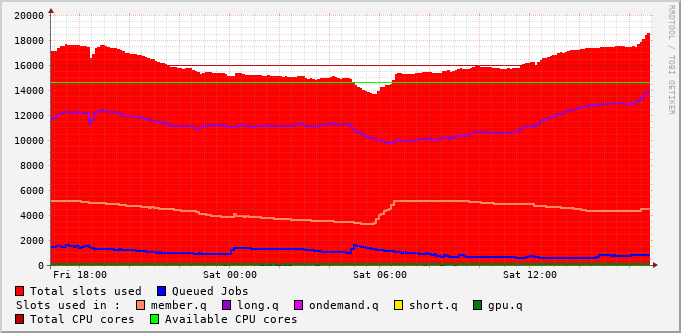 20000
18000
16000
14000
12000
10000
8000
6000
4000
2000
0
Fri 18:00 Sat 00:00 Sat 06:00 Sat 12:00
RRDTOOL / TOBI OETIKER
Total slots used Queued Jobs
Slots used in : member.q long.q ondemand.q short.q gpu.q
Total CPU cores Available CPU cores